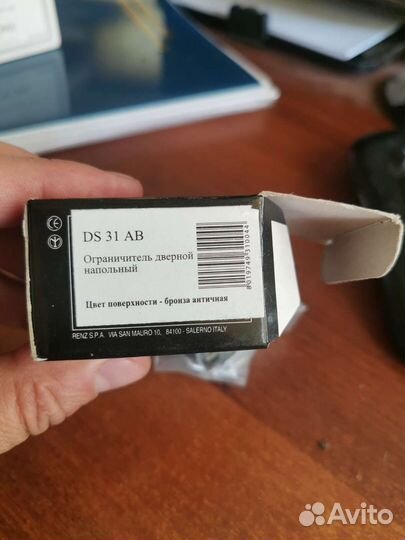 DS 31 AB
Ограничитель дверной
напольный
Цвет поверхности - бронза античная
8019749310044
RENZ S.P.A. VIA SAN MAURO 10, 84100 - SALERNO ITALY
Avito